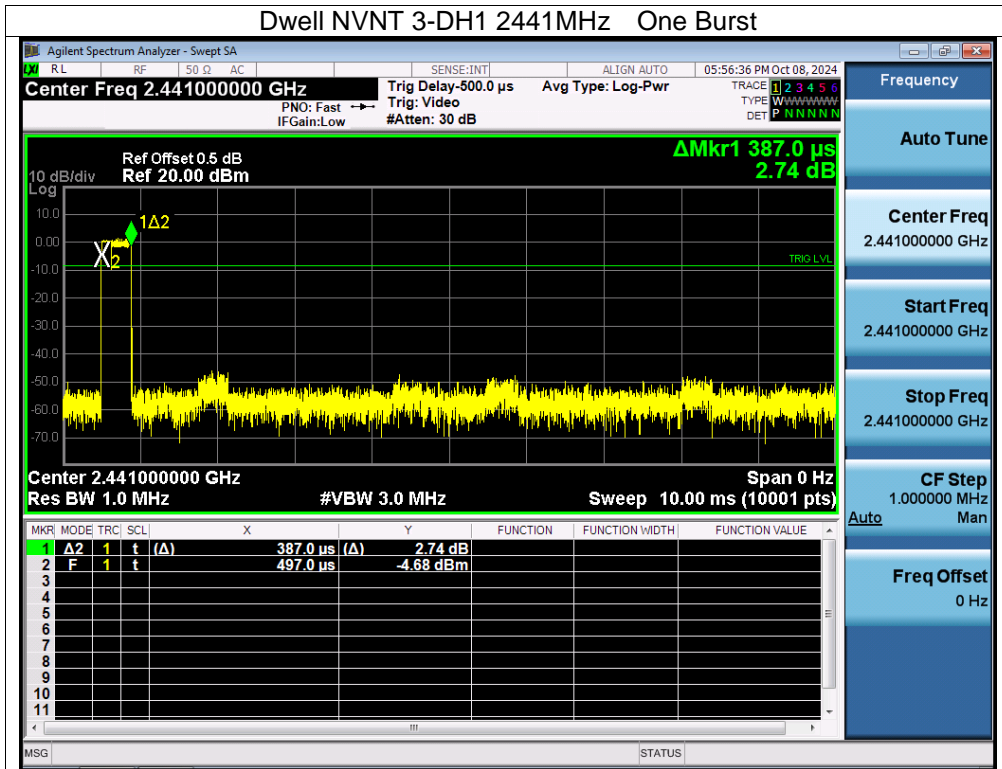 Dwell NVNT 3-DH1 2441MHz One Burst
Agilent Spectrum Analyzer - Swept SA
LXI RL RF 50 Ω AC SENSE:INT ALIGN AUTO 05:56:36 PM Oct 08, 2024
Center Freq 2.441000000 GHz
PNO: Fast
IFGain:Low
Trig Delay-500.0 µs
Trig: Video
#Atten: 30 dB
Avg Type: Log-Pwr
TRACE 1 2 3 4 5 6
TYPE WWWWWW
DET P N N N N N
ΔMkr1 387.0 µs
2.74 dB
Ref Offset 0.5 dB
10 dB/div Ref 20.00 dBm
Log
10.0
0.00
-10.0
-20.0
-30.0
-40.0
-50.0
-60.0
-70.0
1Δ2
X2
TRIG LVL
Center 2.441000000 GHz Span 0 Hz
Res BW 1.0 MHz #VBW 3.0 MHz Sweep 10.00 ms (10001 pts)
MKR MODE TRC SCL X Y FUNCTION FUNCTION WIDTH FUNCTION VALUE
1 Δ2 1 t (Δ) 387.0 µs (Δ) 2.74 dB
2 F 1 t 497.0 µs -4.68 dBm
3
4
5
6
7
8
9
10
11
MSG STATUS
Frequency
Auto Tune
Center Freq
2.441000000 GHz
Start Freq
2.441000000 GHz
Stop Freq
2.441000000 GHz
CF Step
1.000000 MHz
Auto Man
Freq Offset
0 Hz